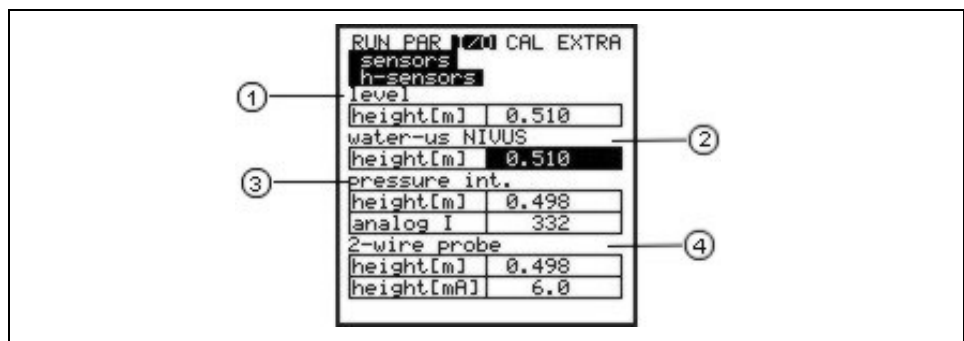 RUN PAR I/O CAL EXTRA
sensors
h-sensors
1 level
height[m] 0.510
water-us NIVUS 2
height[m] 0.510
3 pressure int.
height[m] 0.498
analog I 332
2-wire probe 4
height[m] 0.498
height[mA] 6.0